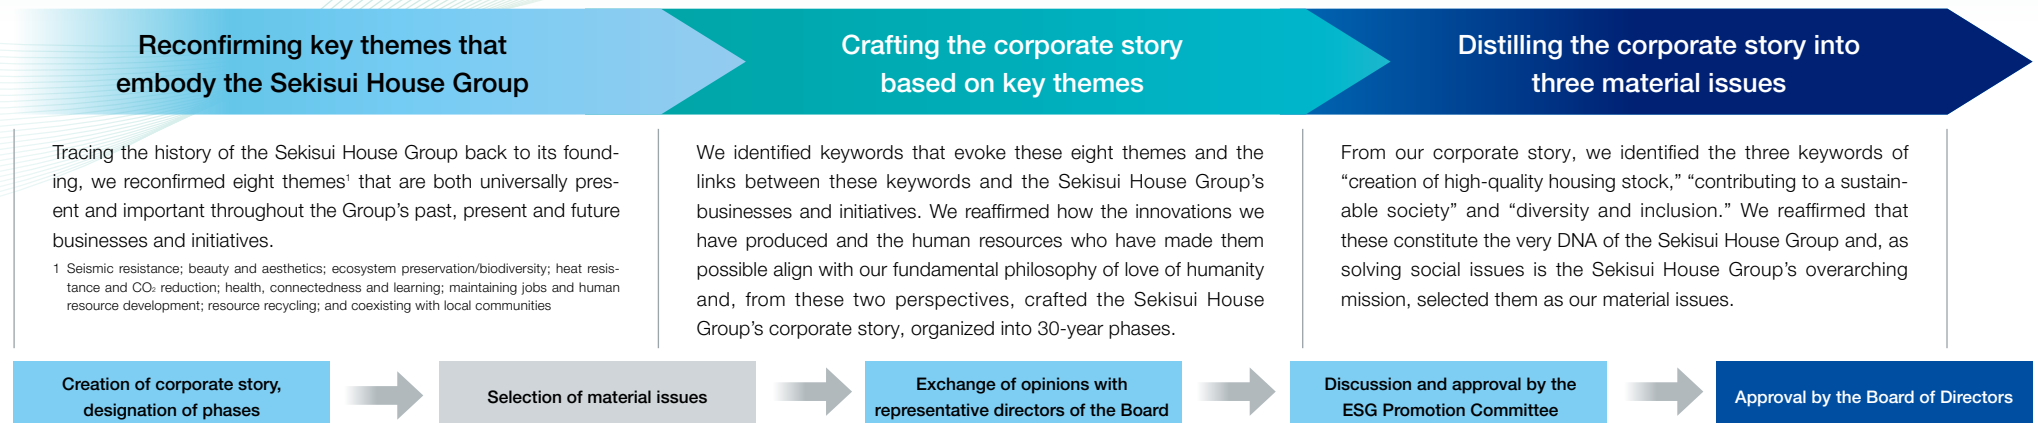 Reconfirming key themes that
embody the Sekisui House Group
Crafting the corporate story
based on key themes
Distilling the corporate story into
three material issues
Tracing the history of the Sekisui House Group back to its found-
ing, we reconfirmed eight themes¹ that are both universally pres-
ent and important throughout the Group’s past, present and future
businesses and initiatives.
1 Seismic resistance; beauty and aesthetics; ecosystem preservation/biodiversity; heat resis-
tance and CO₂ reduction; health, connectedness and learning; maintaining jobs and human
resource development; resource recycling; and coexisting with local communities
We identified keywords that evoke these eight themes and the
links between these keywords and the Sekisui House Group’s
businesses and initiatives. We reaffirmed how the innovations we
have produced and the human resources who have made them
possible align with our fundamental philosophy of love of humanity
and, from these two perspectives, crafted the Sekisui House
Group’s corporate story, organized into 30-year phases.
From our corporate story, we identified the three keywords of
“creation of high-quality housing stock,” “contributing to a sustain-
able society” and “diversity and inclusion.” We reaffirmed that
these constitute the very DNA of the Sekisui House Group and, as
solving social issues is the Sekisui House Group’s overarching
mission, selected them as our material issues.
Creation of corporate story,
designation of phases
Selection of material issues
Exchange of opinions with
representative directors of the Board
Discussion and approval by the
ESG Promotion Committee
Approval by the Board of Directors